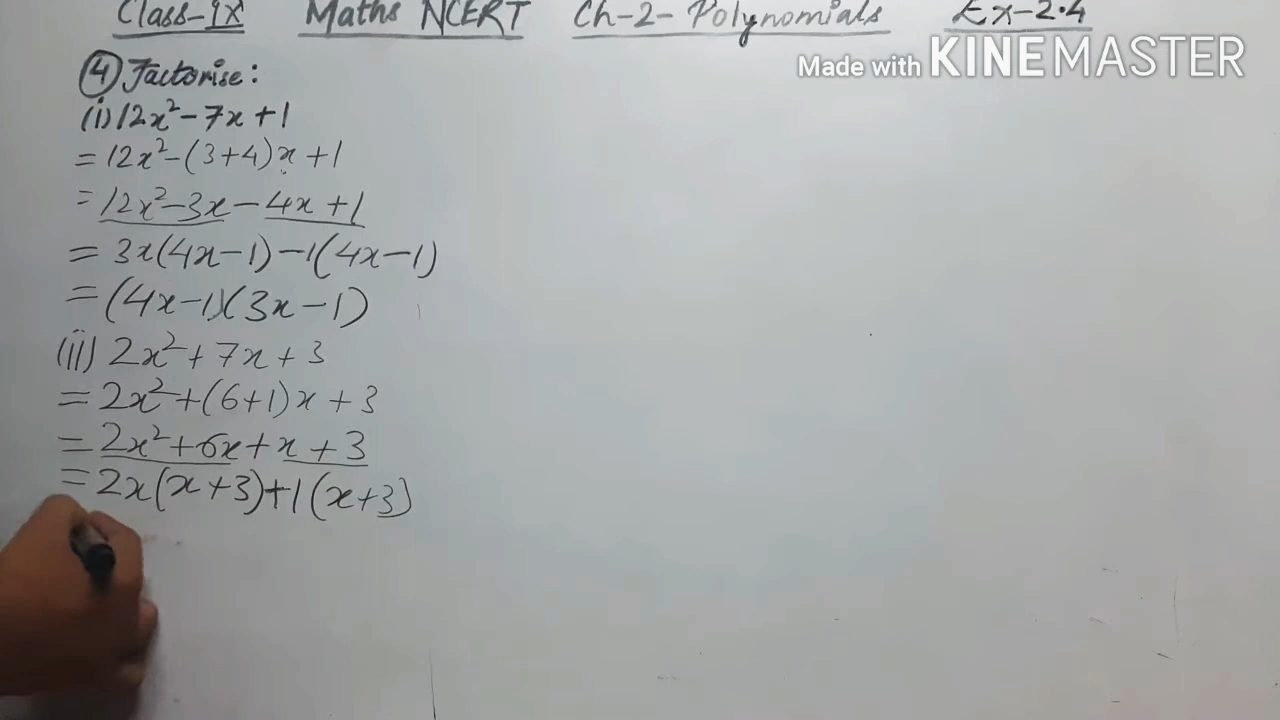 Class-IX Maths NCERT Ch-2- Polynomials Ex-2.4
Made with KINEMASTER
④ Factorise:
(i) 12x² - 7x + 1
= 12x² - (3+4)x + 1
= 12x² - 3x - 4x + 1
= 3x(4x-1) - 1(4x-1)
= (4x-1)(3x-1)
(ii) 2x² + 7x + 3
= 2x² + (6+1)x + 3
= 2x² + 6x + x + 3
= 2x(x+3) + 1(x+3)